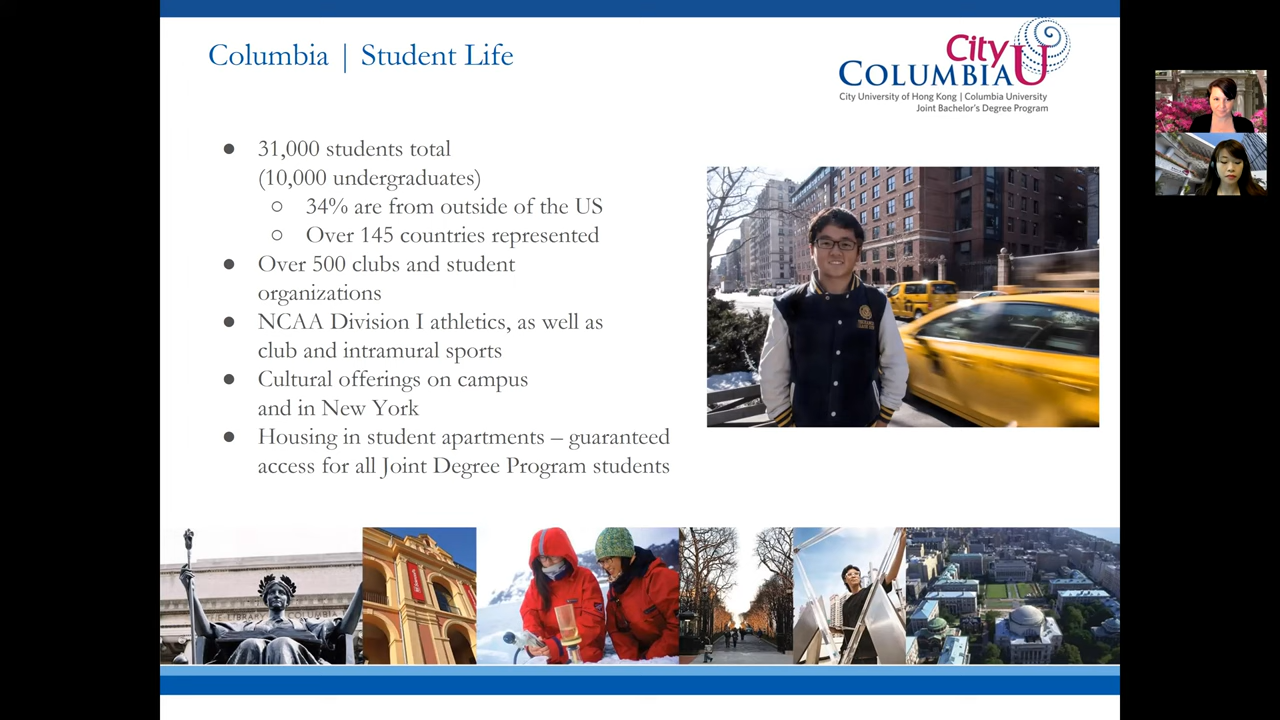 Columbia | Student Life
City
COLUMBIA U
City University of Hong Kong | Columbia University
Joint Bachelor's Degree Program
● 31,000 students total
(10,000 undergraduates)
○ 34% are from outside of the US
○ Over 145 countries represented
● Over 500 clubs and student
organizations
● NCAA Division I athletics, as well as
club and intramural sports
● Cultural offerings on campus
and in New York
● Housing in student apartments – guaranteed
access for all Joint Degree Program students